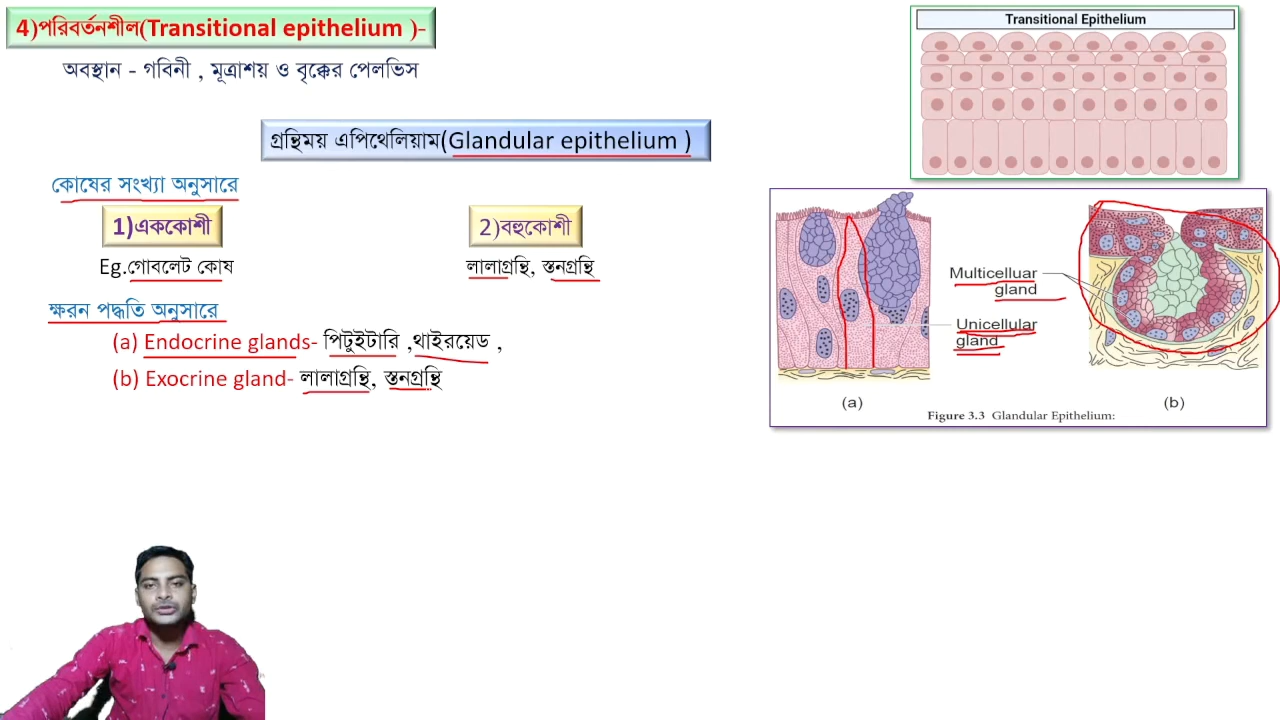 4)পরিবর্তনশীল(Transitional epithelium )-
অবস্থান - গবিনী , মূত্রাশয় ও বৃক্কের পেলভিস
গ্রন্থিময় এপিথেলিয়াম(Glandular epithelium )
কোষের সংখ্যা অনুসারে
1)এককোশী
2)বহুকোশী
Eg.গোবলেট কোষ
লালাগ্রন্থি, স্তনগ্রন্থি
ক্ষরন পদ্ধতি অনুসারে
(a) Endocrine glands- পিটুইটারি ,থাইরয়েড ,
(b) Exocrine gland- লালাগ্রন্থি, স্তনগ্রন্থি
Transitional Epithelium
Multicelluar
gland
Unicellular
gland
(a)
(b)
Figure 3.3 Glandular Epithelium: